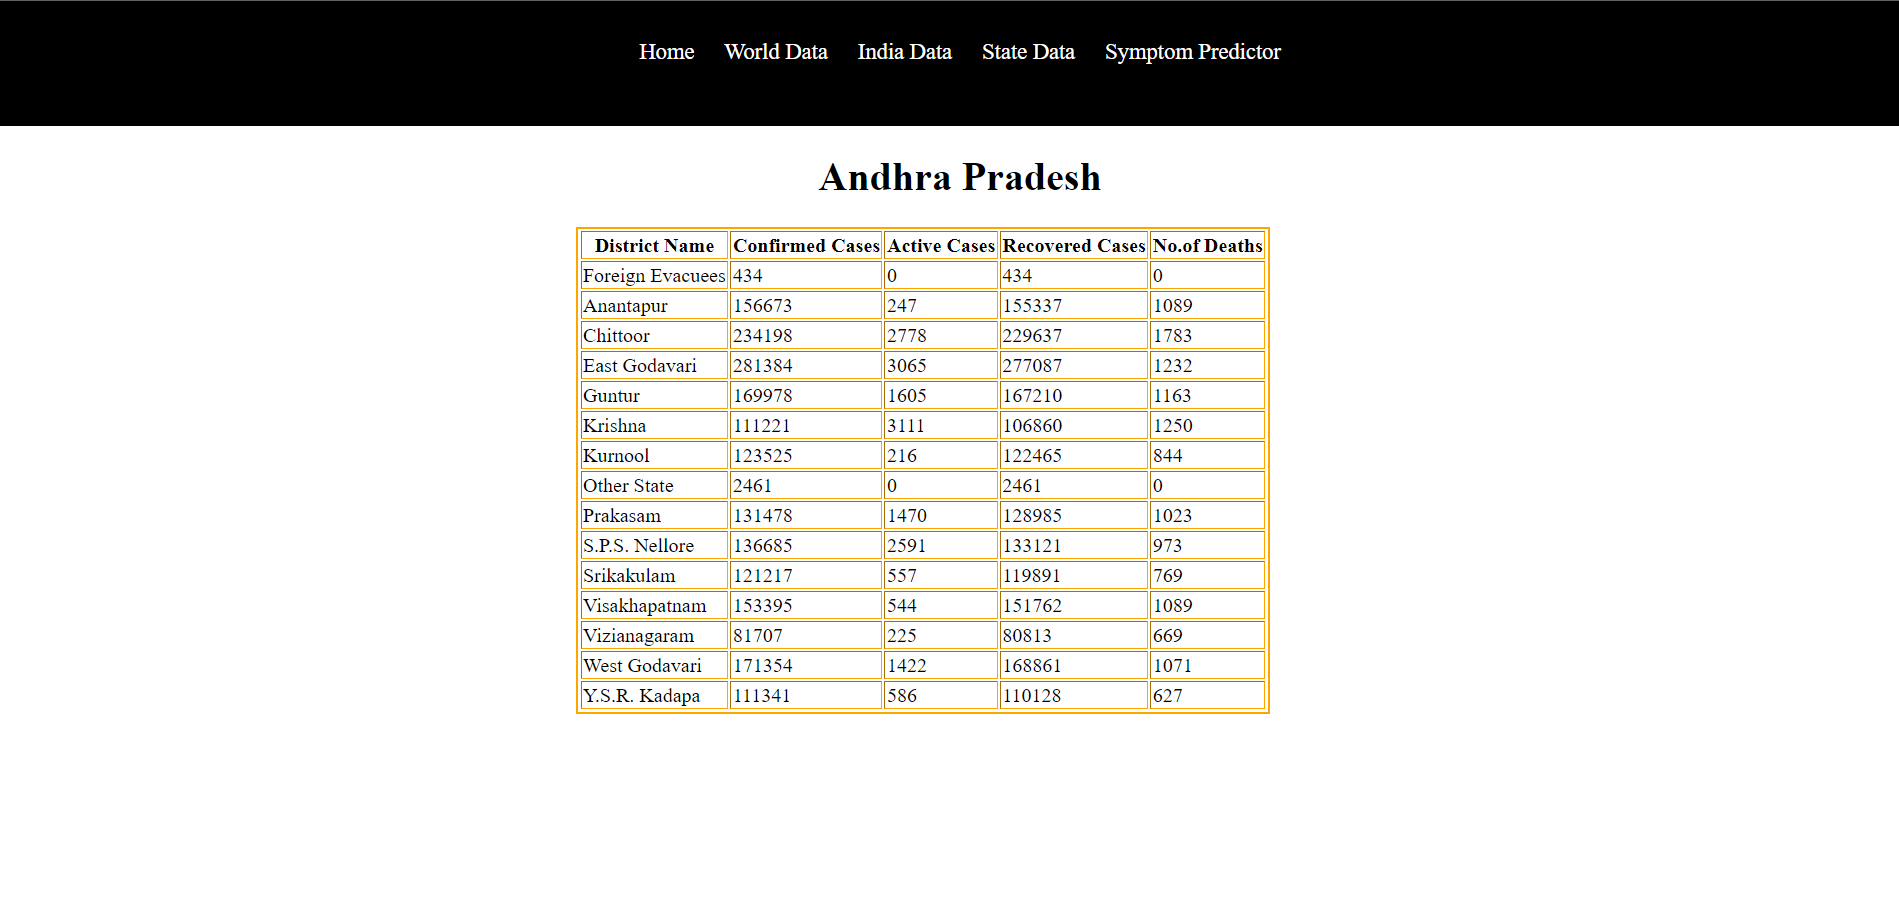 Home World Data India Data State Data Symptom Predictor
Andhra Pradesh
District Name Confirmed Cases Active Cases Recovered Cases No.of Deaths
Foreign Evacuees 434 0 434 0
Anantapur 156673 247 155337 1089
Chittoor 234198 2778 229637 1783
East Godavari 281384 3065 277087 1232
Guntur 169978 1605 167210 1163
Krishna 111221 3111 106860 1250
Kurnool 123525 216 122465 844
Other State 2461 0 2461 0
Prakasam 131478 1470 128985 1023
S.P.S. Nellore 136685 2591 133121 973
Srikakulam 121217 557 119891 769
Visakhapatnam 153395 544 151762 1089
Vizianagaram 81707 225 80813 669
West Godavari 171354 1422 168861 1071
Y.S.R. Kadapa 111341 586 110128 627